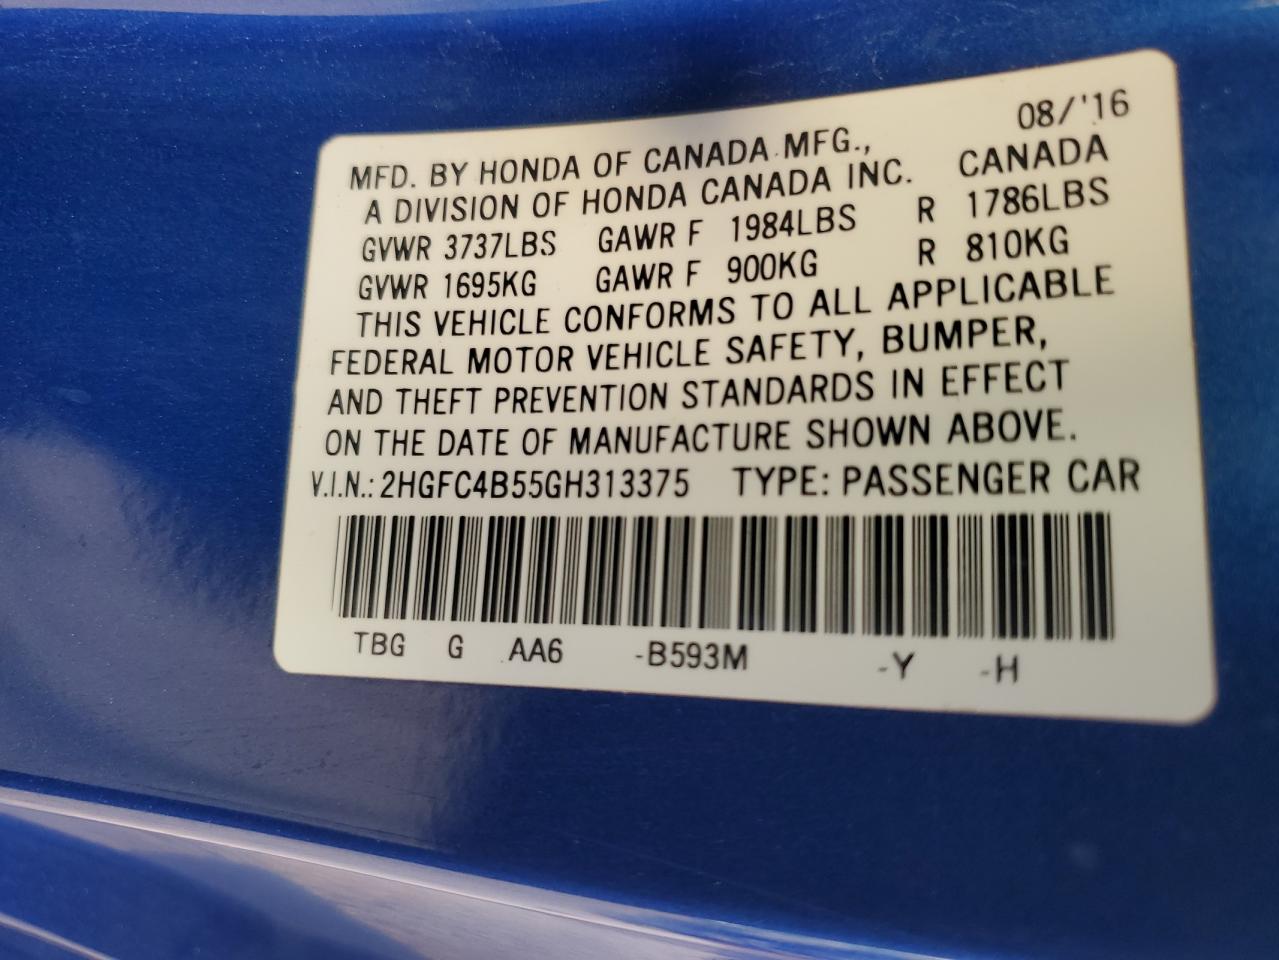 08/'16
MFD. BY HONDA OF CANADA MFG.,
A DIVISION OF HONDA CANADA INC. CANADA
GVWR 3737LBS GAWR F 1984LBS R 1786LBS
GVWR 1695KG GAWR F 900KG R 810KG
THIS VEHICLE CONFORMS TO ALL APPLICABLE
FEDERAL MOTOR VEHICLE SAFETY, BUMPER,
AND THEFT PREVENTION STANDARDS IN EFFECT
ON THE DATE OF MANUFACTURE SHOWN ABOVE.
V.I.N.: 2HGFC4B55GH313375 TYPE: PASSENGER CAR
TBG G AA6 -B593M -Y -H